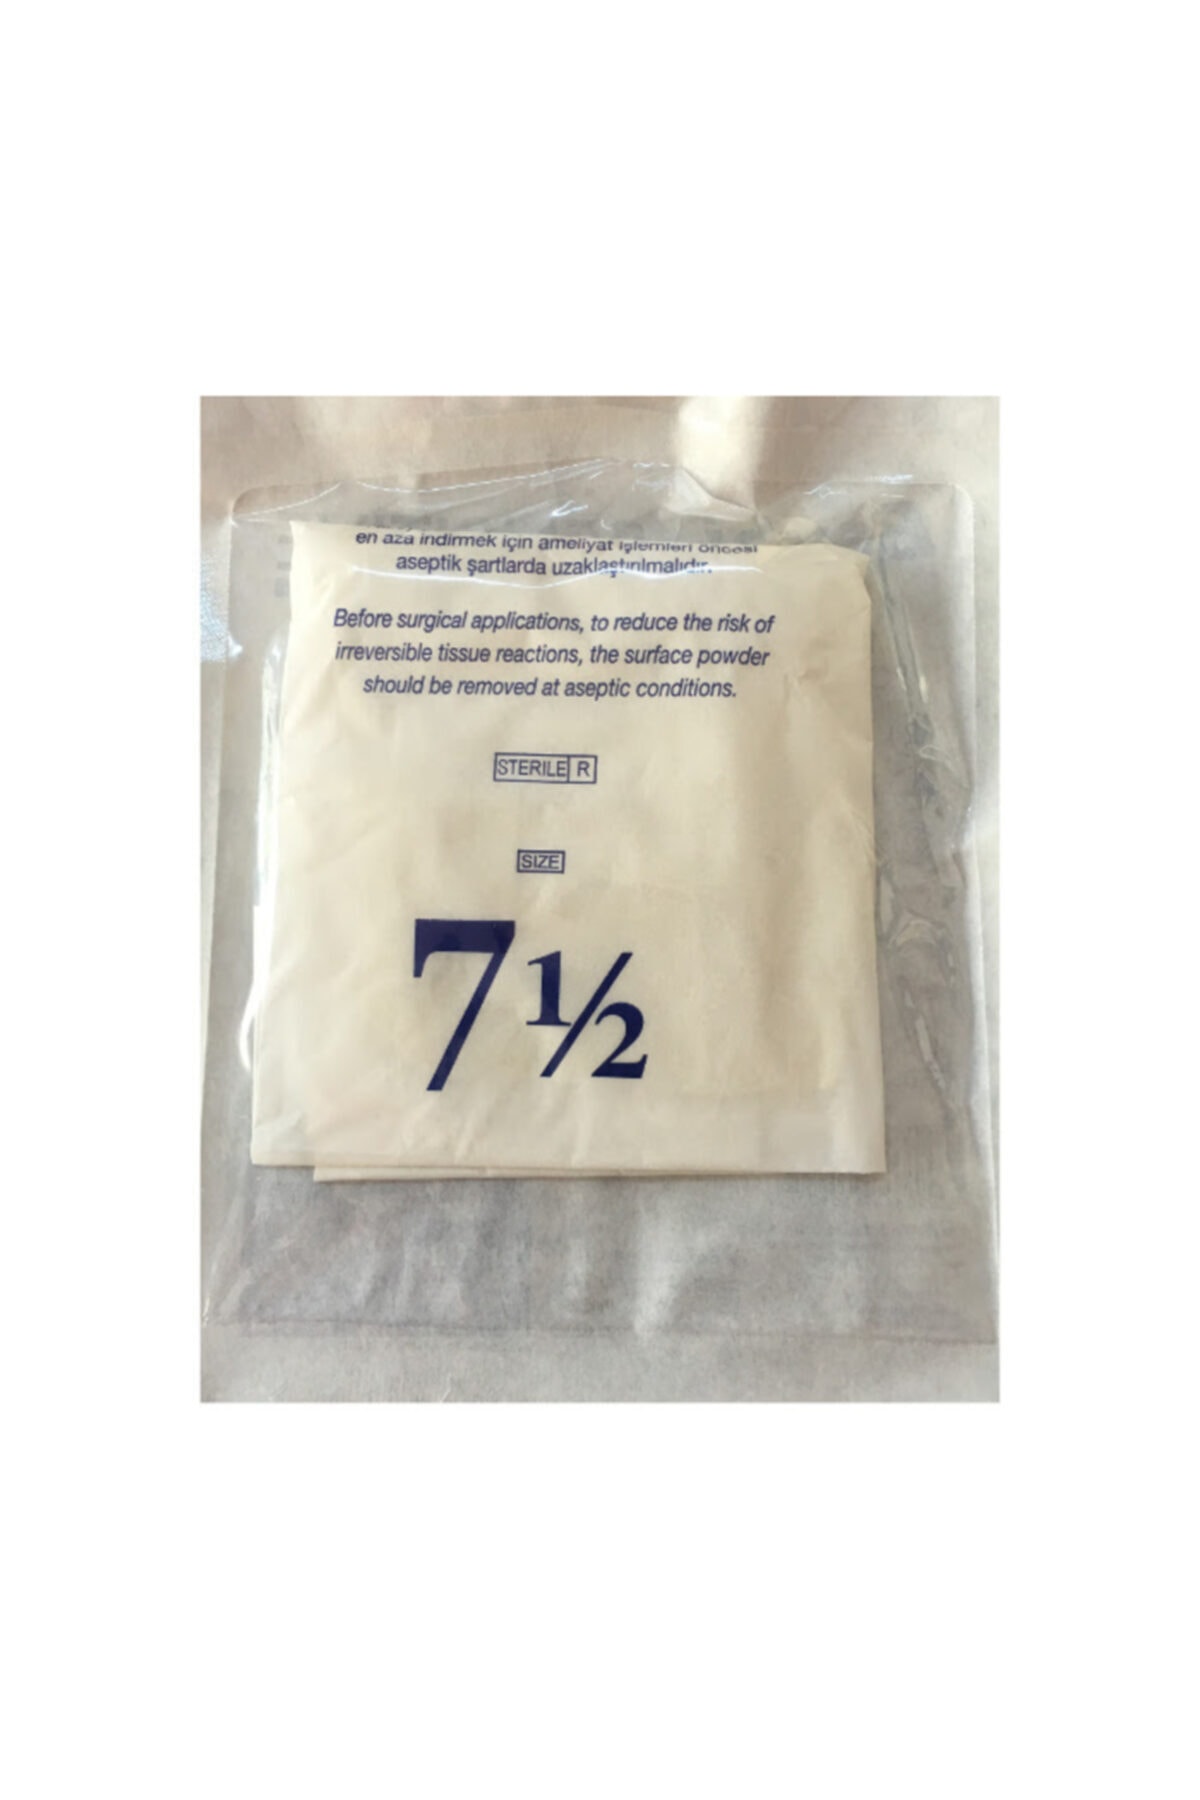 en aza indirmek için ameliyat işlemleri öncesi
aseptik şartlarda uzaklaştırılmalıdır.
Before surgical applications, to reduce the risk of
irreversible tissue reactions, the surface powder
should be removed at aseptic conditions.
STERILE R
SIZE
7½